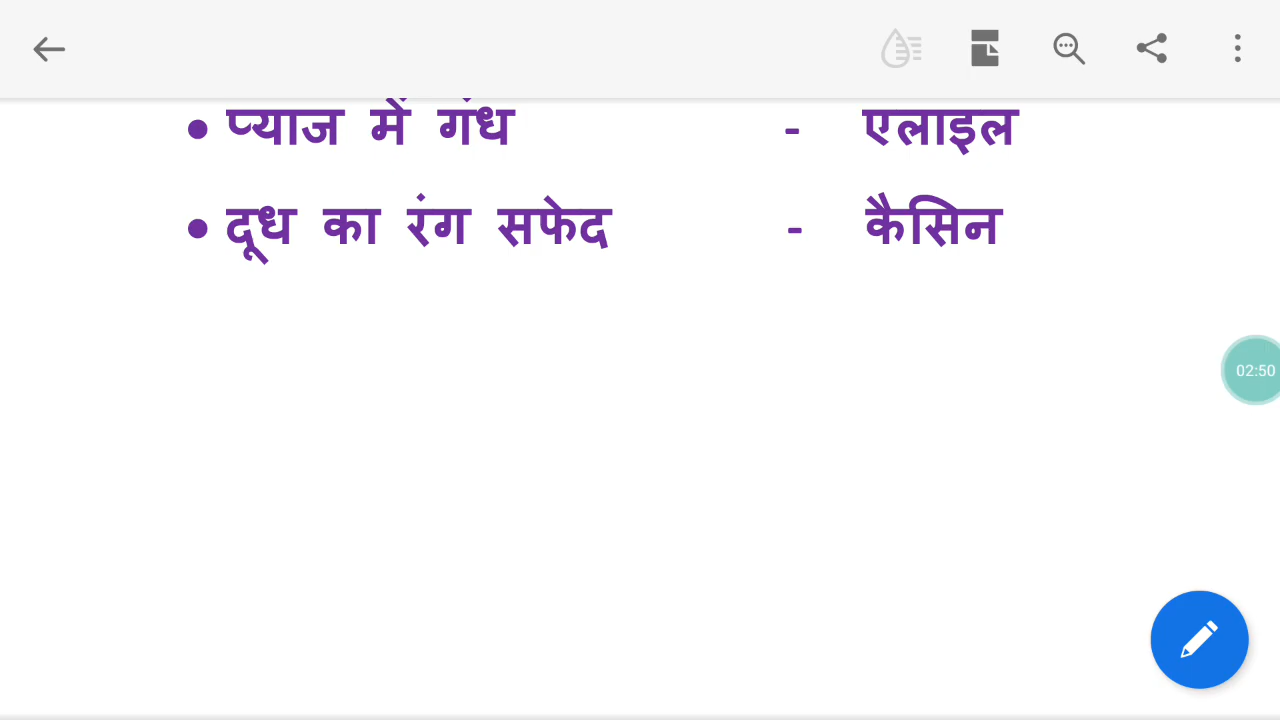 • प्याज में गंध - एलाइल
• दूध का रंग सफेद - कैसिन
02:50